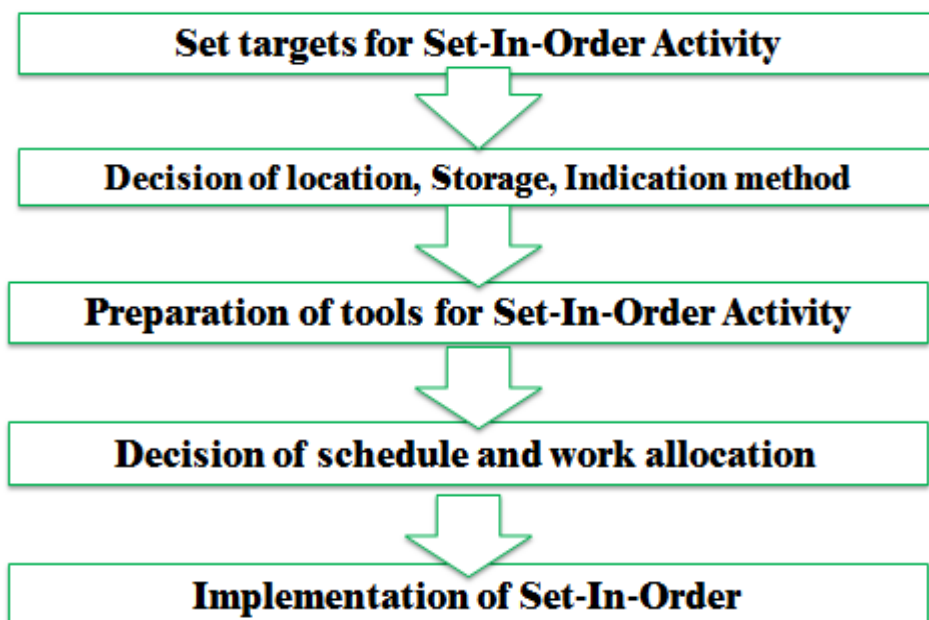 Set targets for Set-In-Order Activity
Decision of location, Storage, Indication method
Preparation of tools for Set-In-Order Activity
Decision of schedule and work allocation
Implementation of Set-In-Order